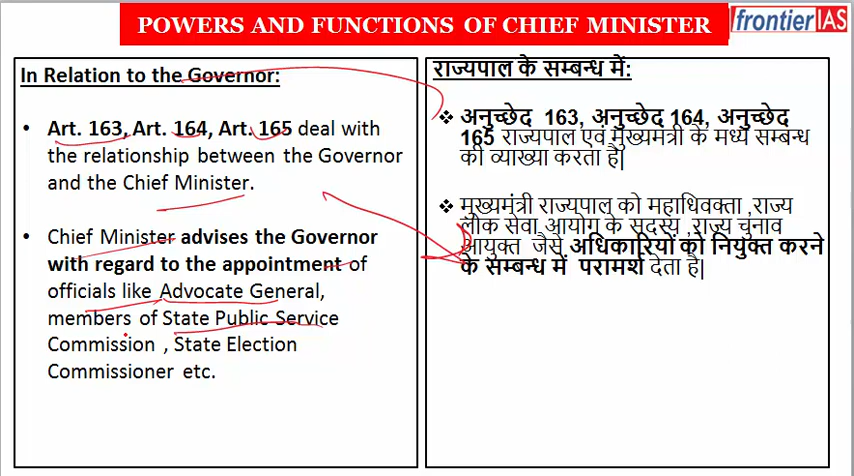 POWERS AND FUNCTIONS OF CHIEF MINISTER
frontierIAS
In Relation to the Governor:
• Art. 163, Art. 164, Art. 165 deal with
the relationship between the Governor
and the Chief Minister.
• Chief Minister advises the Governor
with regard to the appointment of
officials like Advocate General,
members of State Public Service
Commission , State Election
Commissioner etc.
राज्यपाल के सम्बन्ध में:
❖ अनुच्छेद 163, अनुच्छेद 164, अनुच्छेद
165 राज्यपाल एवं मुख्यमंत्री के मध्य सम्बन्ध
की व्याख्या करता है|
❖ मुख्यमंत्री राज्यपाल को महाधिवक्ता ,राज्य
लोक सेवा आयोग के सदस्य ,राज्य चुनाव
आयुक्त जैसे अधिकारियों को नियुक्त करने
के सम्बन्ध में परामर्श देता है|